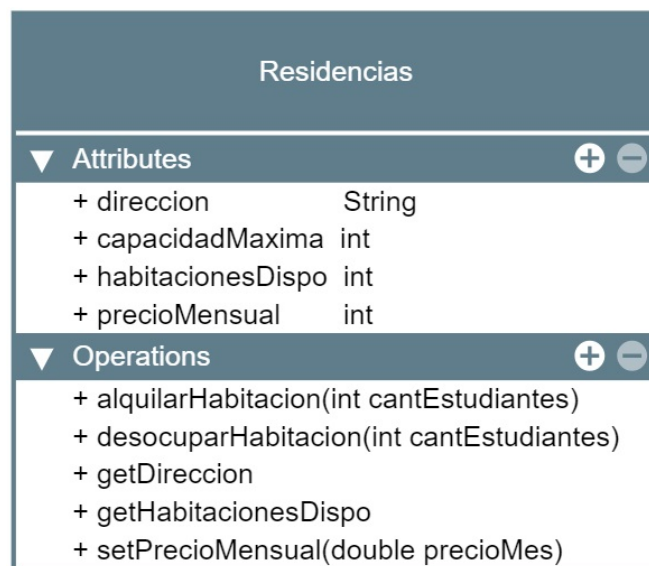 Residencias
▼ Attributes
+ direccion String
+ capacidadMaxima int
+ habitacionesDispo int
+ precioMensual int
▼ Operations
+ alquilarHabitacion(int cantEstudiantes)
+ desocuparHabitacion(int cantEstudiantes)
+ getDireccion
+ getHabitacionesDispo
+ setPrecioMensual(double precioMes)